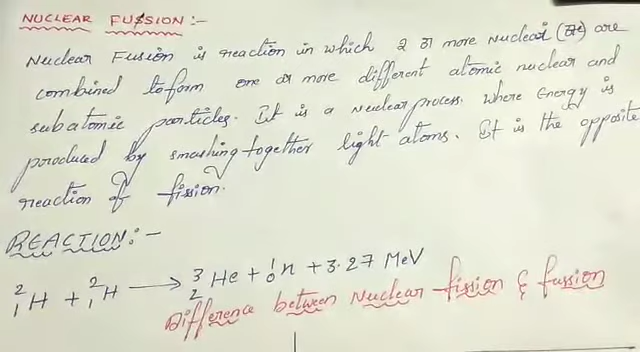 NUCLEAR FUSSION :-
Nuclear Fusion is reaction in which 2 or more nuclei (or) are
combined to form one or more different atomic nuclear and
subatomic particles. It is a nuclear process. Where Energy is
produced by smashing together light atoms. It is the opposite
reaction of fission.
REACTION:-
²₁H + ²₁H ⟶ ³₂He + ¹₀n + 3.27 MeV
Difference between Nuclear fission & fussion